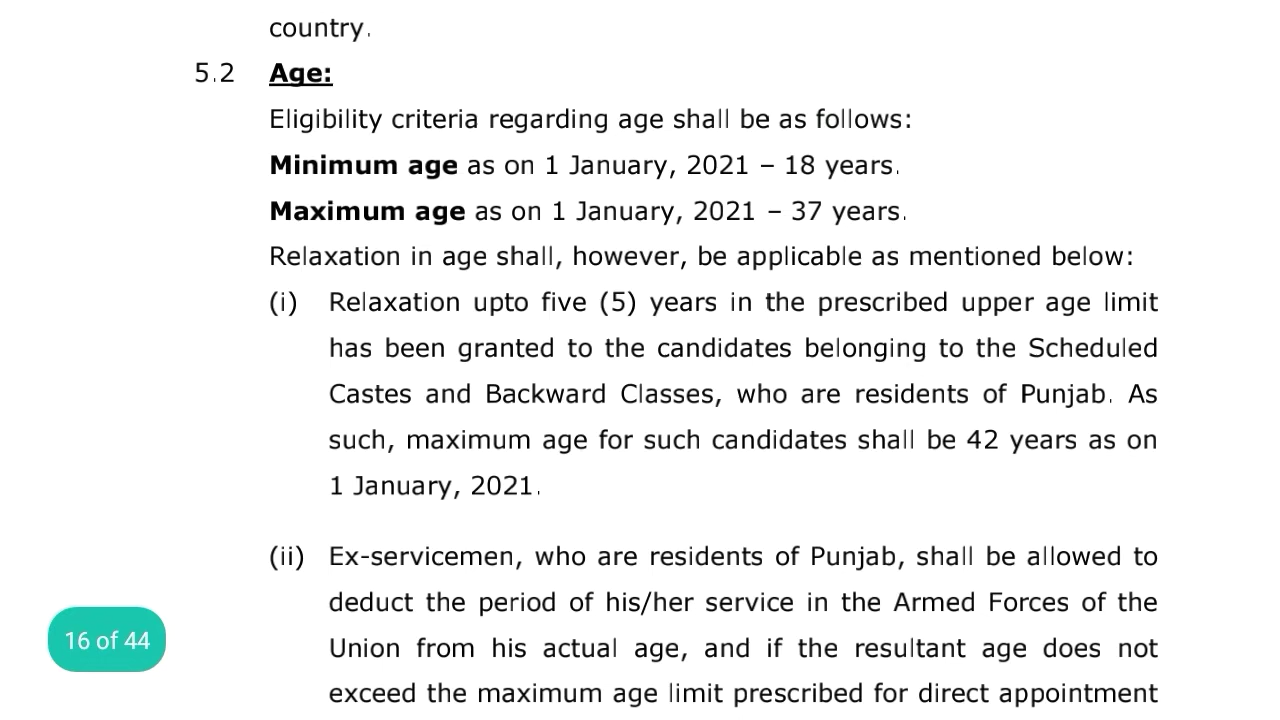 country.
5.2 Age:
Eligibility criteria regarding age shall be as follows:
Minimum age as on 1 January, 2021 – 18 years.
Maximum age as on 1 January, 2021 – 37 years.
Relaxation in age shall, however, be applicable as mentioned below:
(i) Relaxation upto five (5) years in the prescribed upper age limit
has been granted to the candidates belonging to the Scheduled
Castes and Backward Classes, who are residents of Punjab. As
such, maximum age for such candidates shall be 42 years as on
1 January, 2021.
(ii) Ex-servicemen, who are residents of Punjab, shall be allowed to
deduct the period of his/her service in the Armed Forces of the
Union from his actual age, and if the resultant age does not
exceed the maximum age limit prescribed for direct appointment
16 of 44